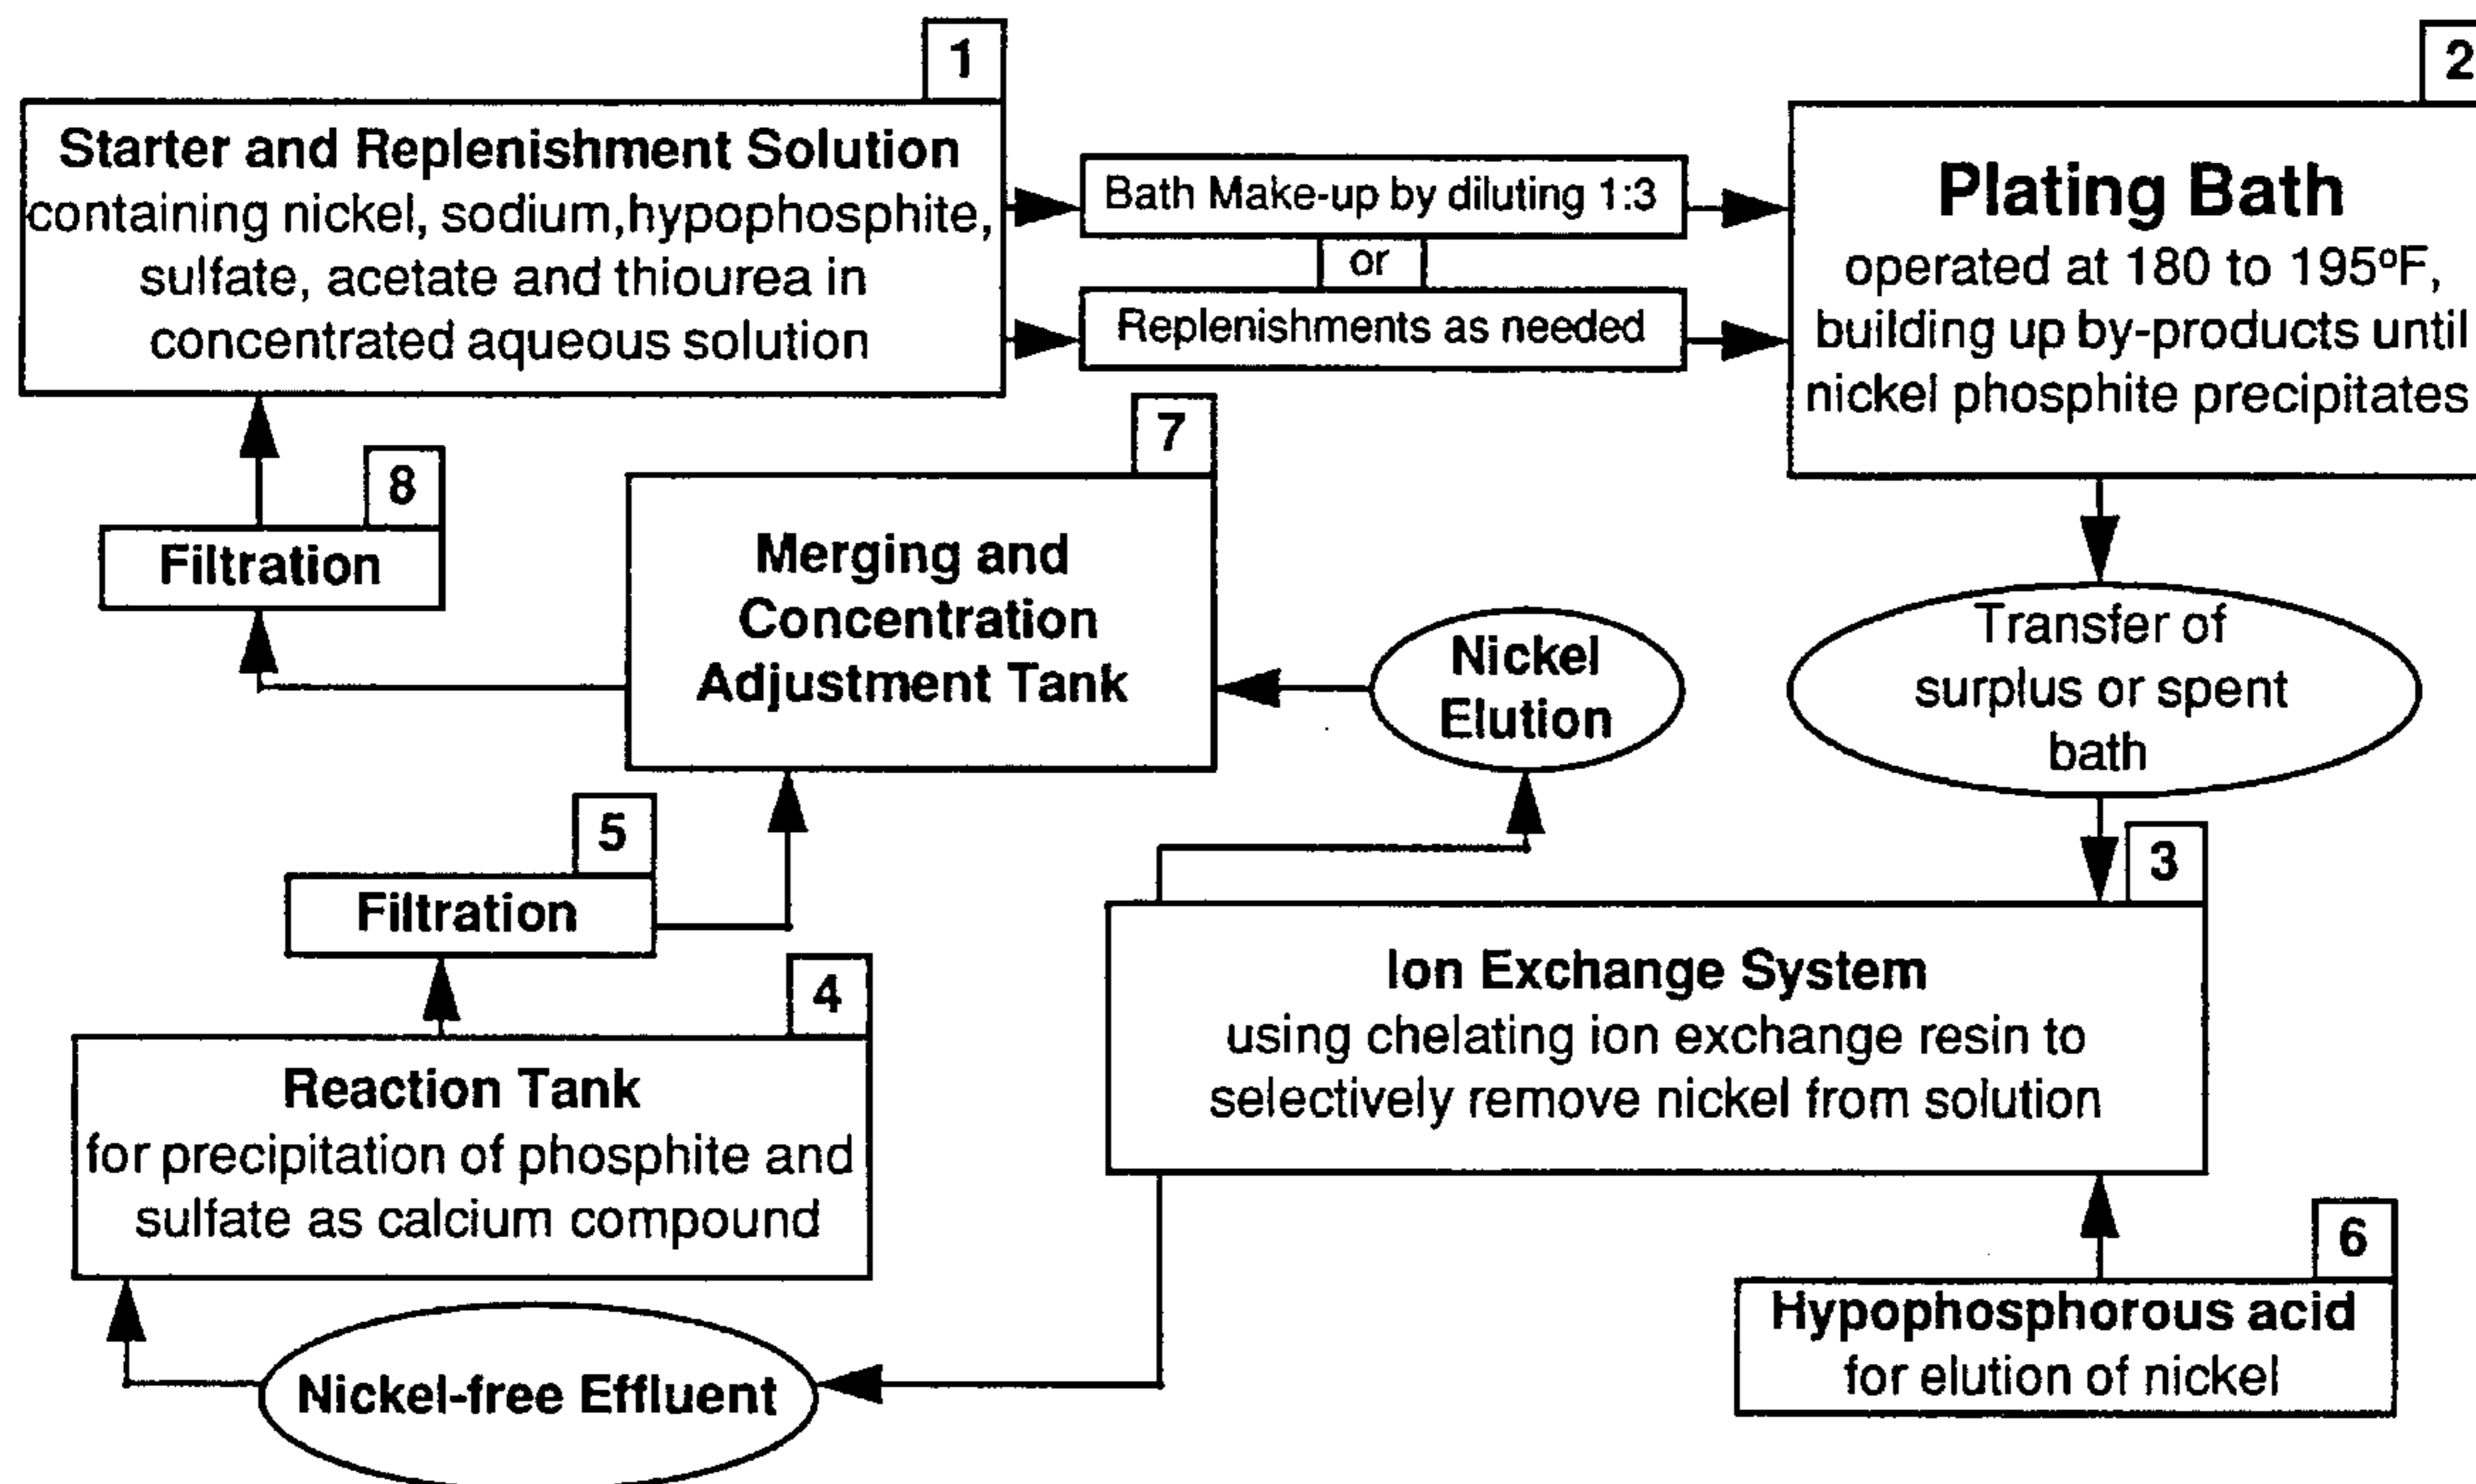 1
Starter and Replenishment Solution
containing nickel, sodium,hypophosphite,
sulfate, acetate and thiourea in
concentrated aqueous solution
Bath Make-up by diluting 1:3
or
Replenishments as needed
2
Plating Bath
operated at 180 to 195ºF,
building up by-products until
nickel phosphite precipitates
8
Filtration
7
Merging and
Concentration
Adjustment Tank
Nickel
Elution
Transfer of
surplus or spent
bath
5
Filtration
3
Ion Exchange System
using chelating ion exchange resin to
selectively remove nickel from solution
4
Reaction Tank
for precipitation of phosphite and
sulfate as calcium compound
6
Hypophosphorous acid
for elution of nickel
Nickel-free Effluent